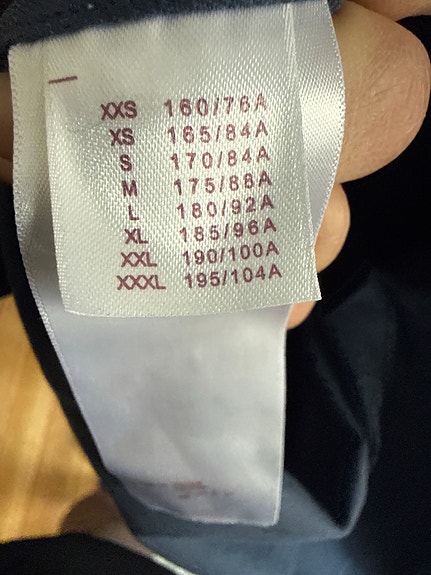 XXS 160/76A
XS 165/84A
S 170/84A
M 175/88A
L 180/92A
XL 185/96A
XXL 190/100A
XXXL 195/104A